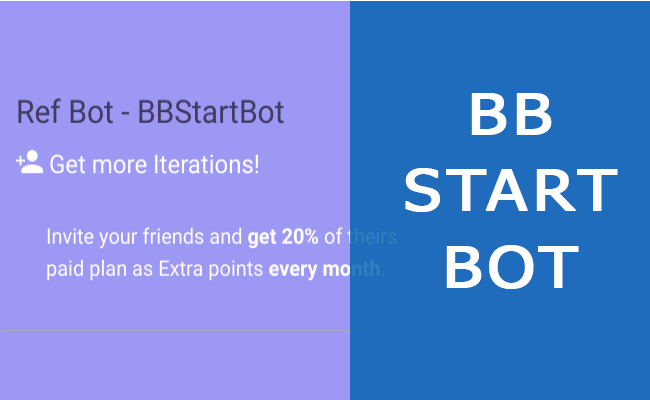 Ref Bot - BBStartBot
Get more Iterations!
Invite your friends and get 20% of theirs
paid plan as Extra points every month.
BB
START
BOT